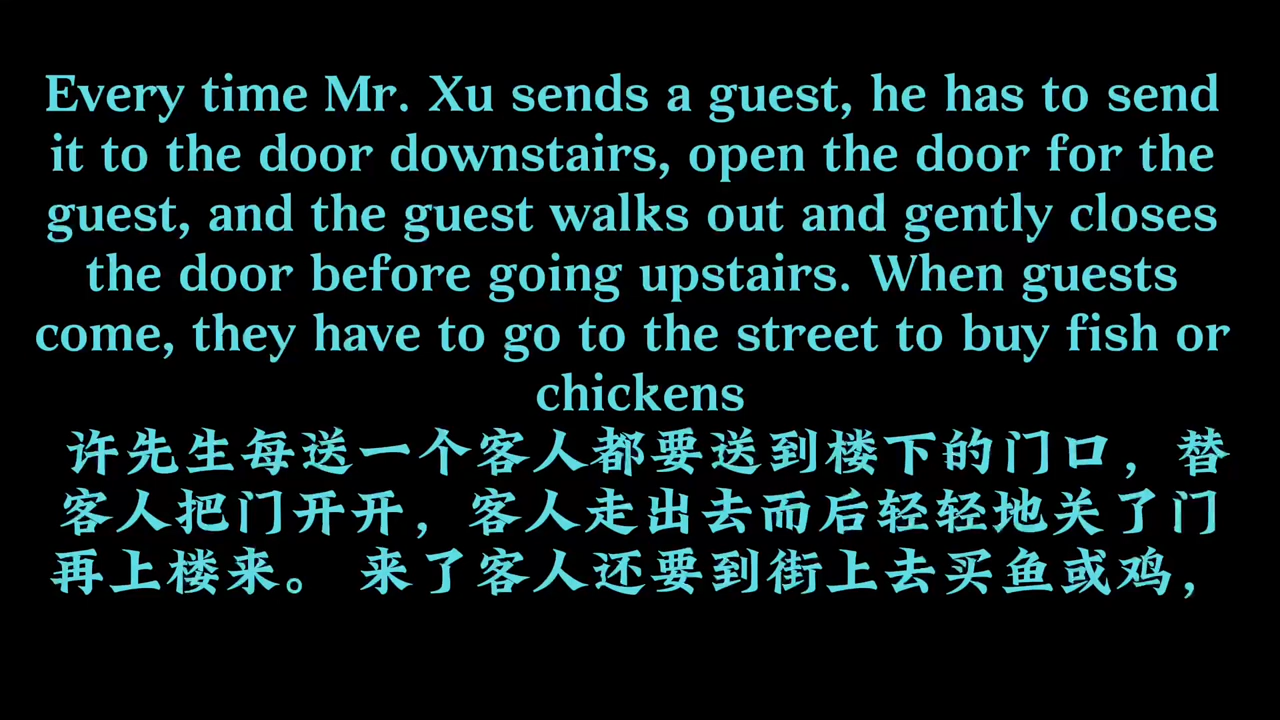 Every time Mr. Xu sends a guest, he has to send
it to the door downstairs, open the door for the
guest, and the guest walks out and gently closes
the door before going upstairs. When guests
come, they have to go to the street to buy fish or
chickens
许先生每送一个客人都要送到楼下的门口，替
客人把门开开，客人走出去而后轻轻地关了门
再上楼来。 来了客人还要到街上去买鱼或鸡，